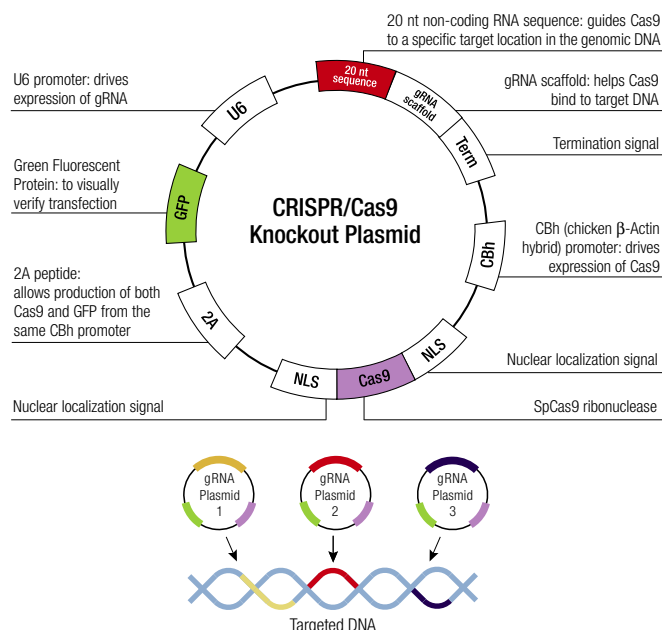 20 nt non-coding RNA sequence: guides Cas9
to a specific target location in the genomic DNA
U6 promoter: drives
expression of gRNA
gRNA scaffold: helps Cas9
bind to target DNA
Termination signal
Green Fluorescent
Protein: to visually
verify transfection
CBh (chicken β-Actin
hybrid) promoter: drives
expression of Cas9
2A peptide:
allows production of both
Cas9 and GFP from the
same CBh promoter
Nuclear localization signal
Nuclear localization signal
SpCas9 ribonuclease
20 nt
sequence
gRNA
scaffold
Term
CBh
NLS
Cas9
NLS
2A
GFP
U6
CRISPR/Cas9
Knockout Plasmid
gRNA
Plasmid
1
gRNA
Plasmid
2
gRNA
Plasmid
3
Targeted DNA